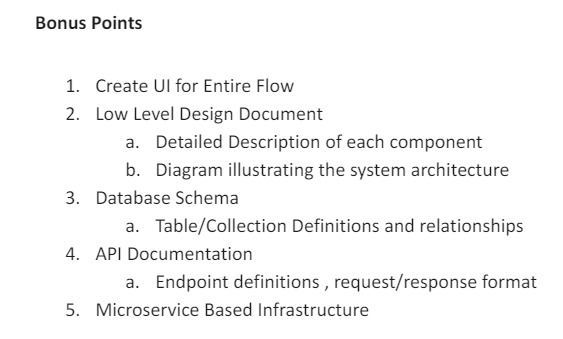 Bonus Points
1. Create UI for Entire Flow
2. Low Level Design Document
a. Detailed Description of each component
b. Diagram illustrating the system architecture
3. Database Schema
a. Table/Collection Definitions and relationships
4. API Documentation
a. Endpoint definitions , request/response format
5. Microservice Based Infrastructure